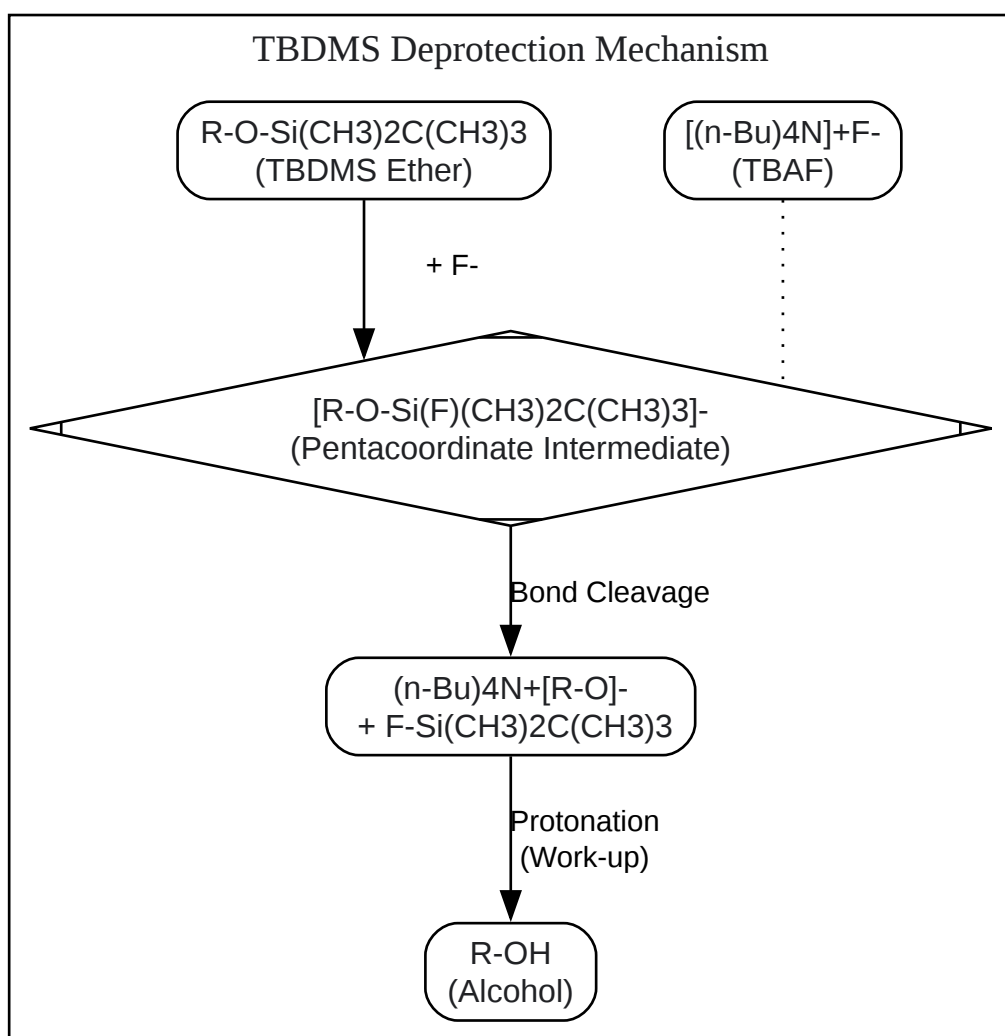 TBDMS Deprotection Mechanism
R-O-Si(CH3)2C(CH3)3
(TBDMS Ether)
[(n-Bu)4N]+F-
(TBAF)
+ F-
[R-O-Si(F)(CH3)2C(CH3)3]-
(Pentacoordinate Intermediate)
Bond Cleavage
(n-Bu)4N+[R-O]-
+ F-Si(CH3)2C(CH3)3
Protonation
(Work-up)
R-OH
(Alcohol)